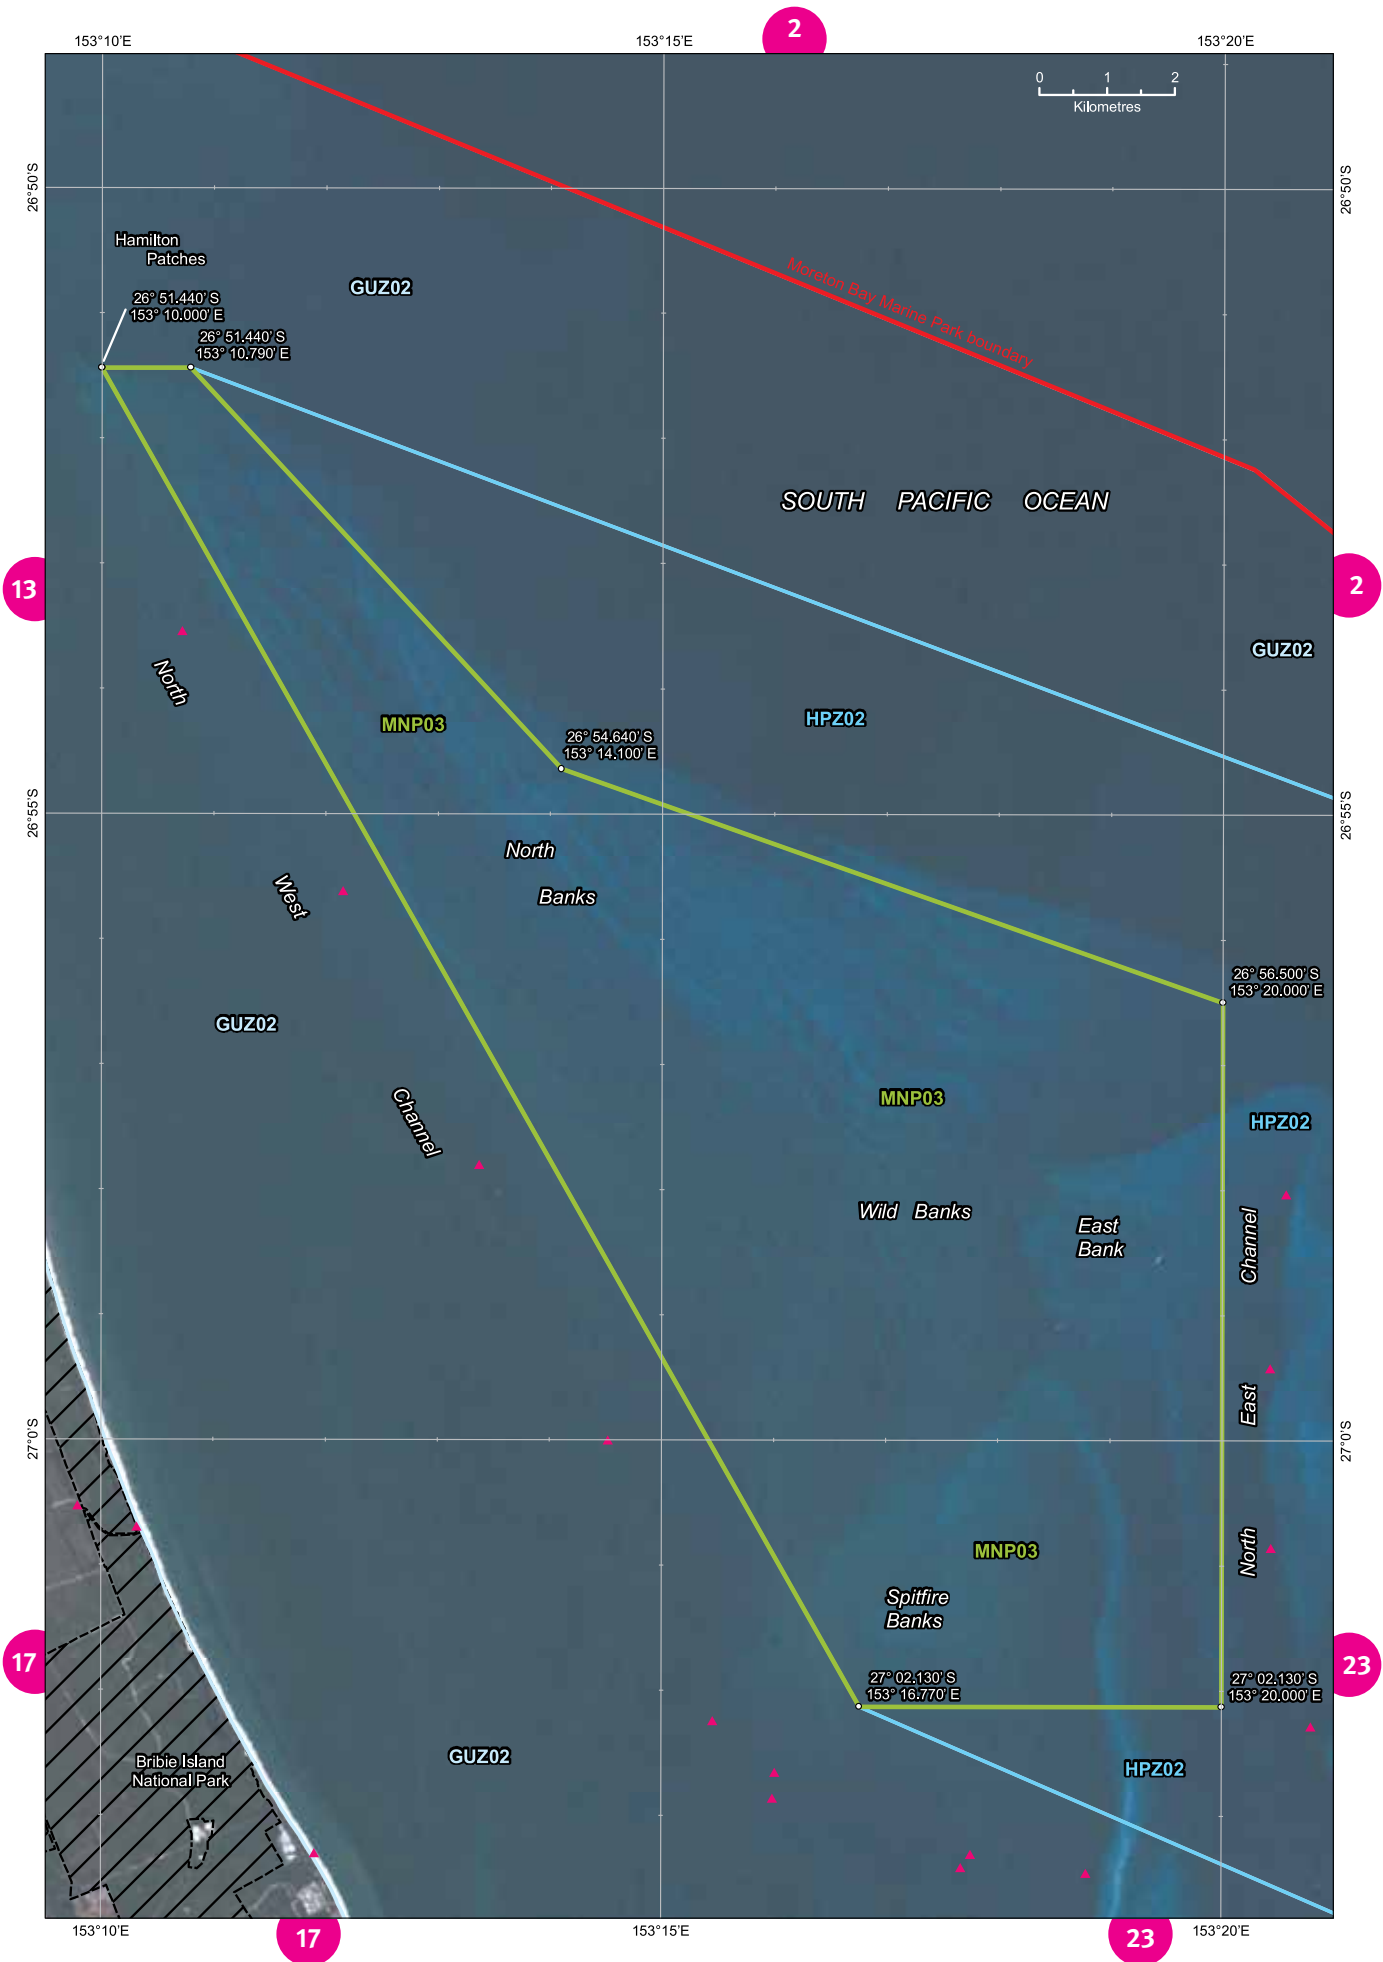 2
153°10'E
153°15'E
153°20'E
0 1 2
Kilometres
26°50'S
26°50'S
Hamilton
Patches
GUZ02
26° 51.440' S
153° 10.000' E
26° 51.440' S
153° 10.790' E
Moreton Bay Marine Park boundary
SOUTH PACIFIC OCEAN
13
2
GUZ02
North
HPZ02
MNP03
26° 54.640' S
153° 14.100' E
26°55'S
26°55'S
North
Banks
West
26° 56.500' S
153° 20.000' E
GUZ02
MNP03
Channel
HPZ02
Wild Banks
East
Bank
Channel
East
North
27°0'S
27°0'S
MNP03
Spitfire
Banks
17
23
27° 02.130' S
153° 16.770' E
27° 02.130' S
153° 20.000' E
GUZ02
Bribie Island
National Park
HPZ02
153°10'E
153°15'E
153°20'E
17
23